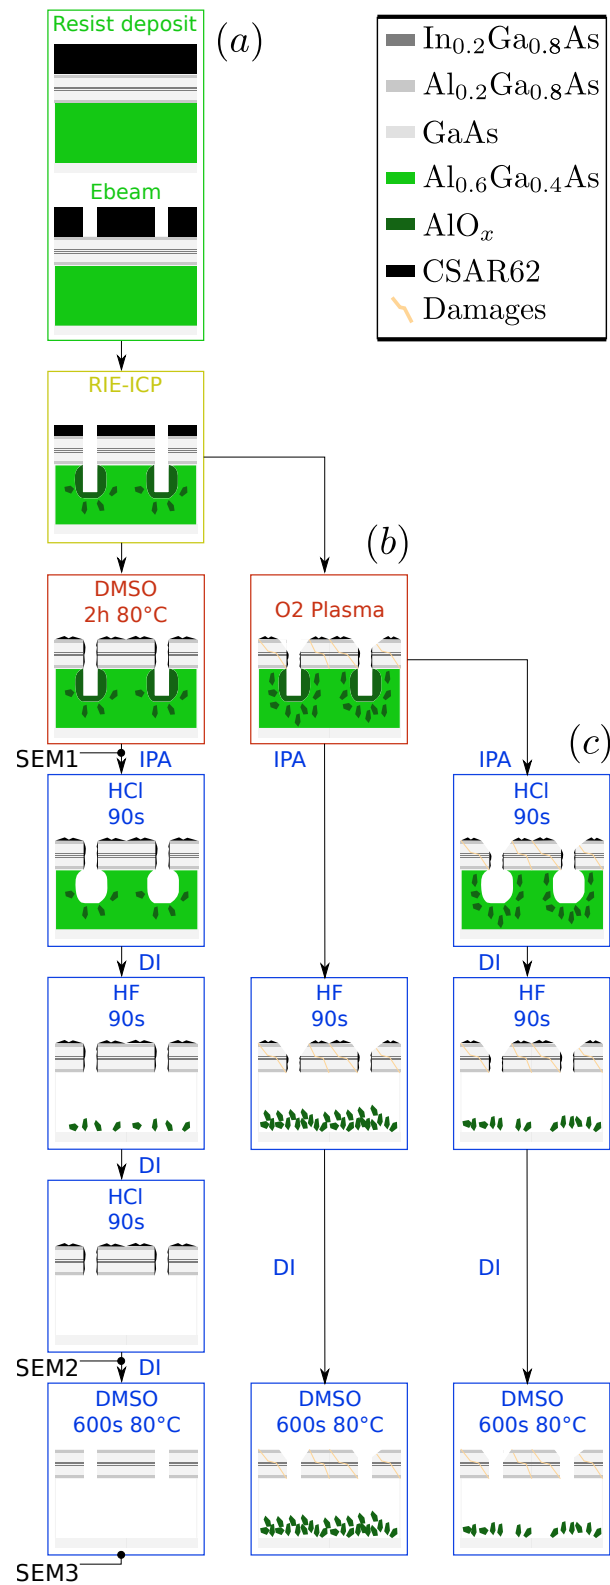 Resist deposit
(a)
Ebeam
In0.2Ga0.8As
Al0.2Ga0.8As
GaAs
Al0.6Ga0.4As
AlOx
CSAR62
Damages
RIE-ICP
(b)
DMSO
2h 80°C
O2 Plasma
(c)
SEM1
IPA
IPA
IPA
HCl
90s
HCl
90s
DI
DI
HF
90s
HF
90s
HF
90s
DI
HCl
90s
DI
DI
SEM2
DI
DMSO
600s 80°C
DMSO
600s 80°C
DMSO
600s 80°C
SEM3